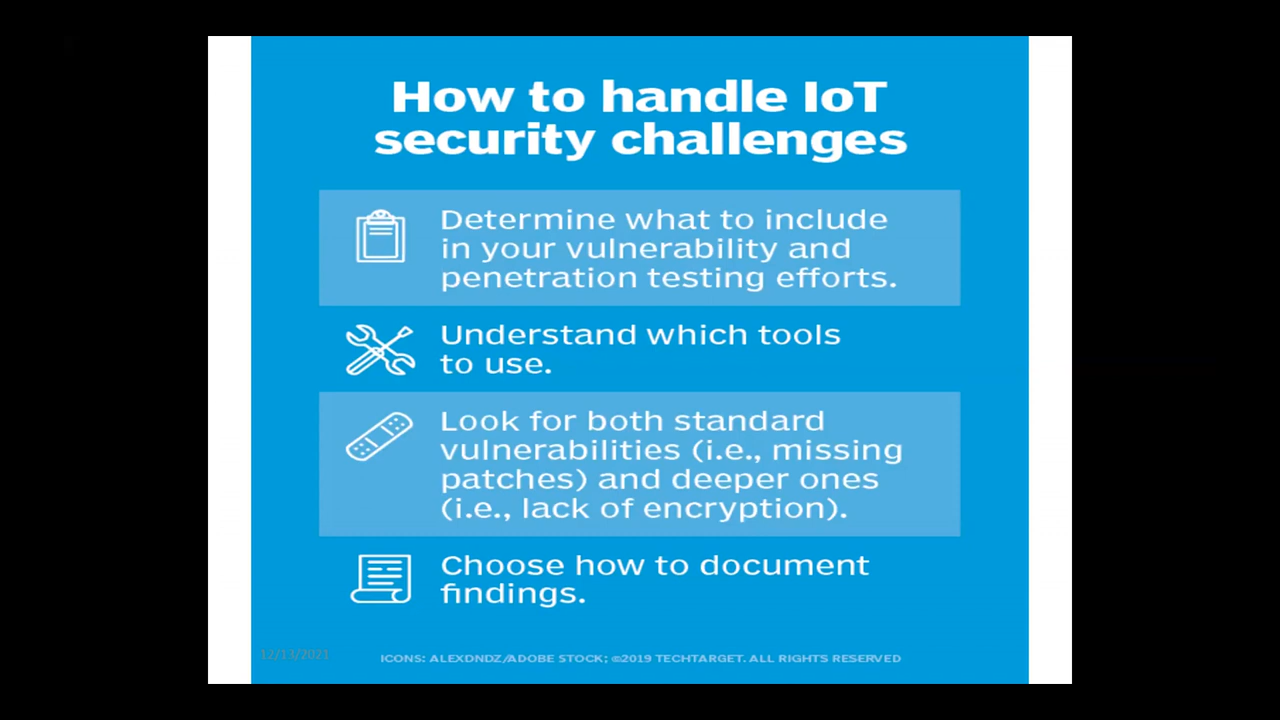 How to handle IoT
security challenges
Determine what to include
in your vulnerability and
penetration testing efforts.
Understand which tools
to use.
Look for both standard
vulnerabilities (i.e., missing
patches) and deeper ones
(i.e., lack of encryption).
Choose how to document
findings.
12/13/2021
ICONS: ALEXDNDZ/ADOBE STOCK; ©2019 TECHTARGET. ALL RIGHTS RESERVED